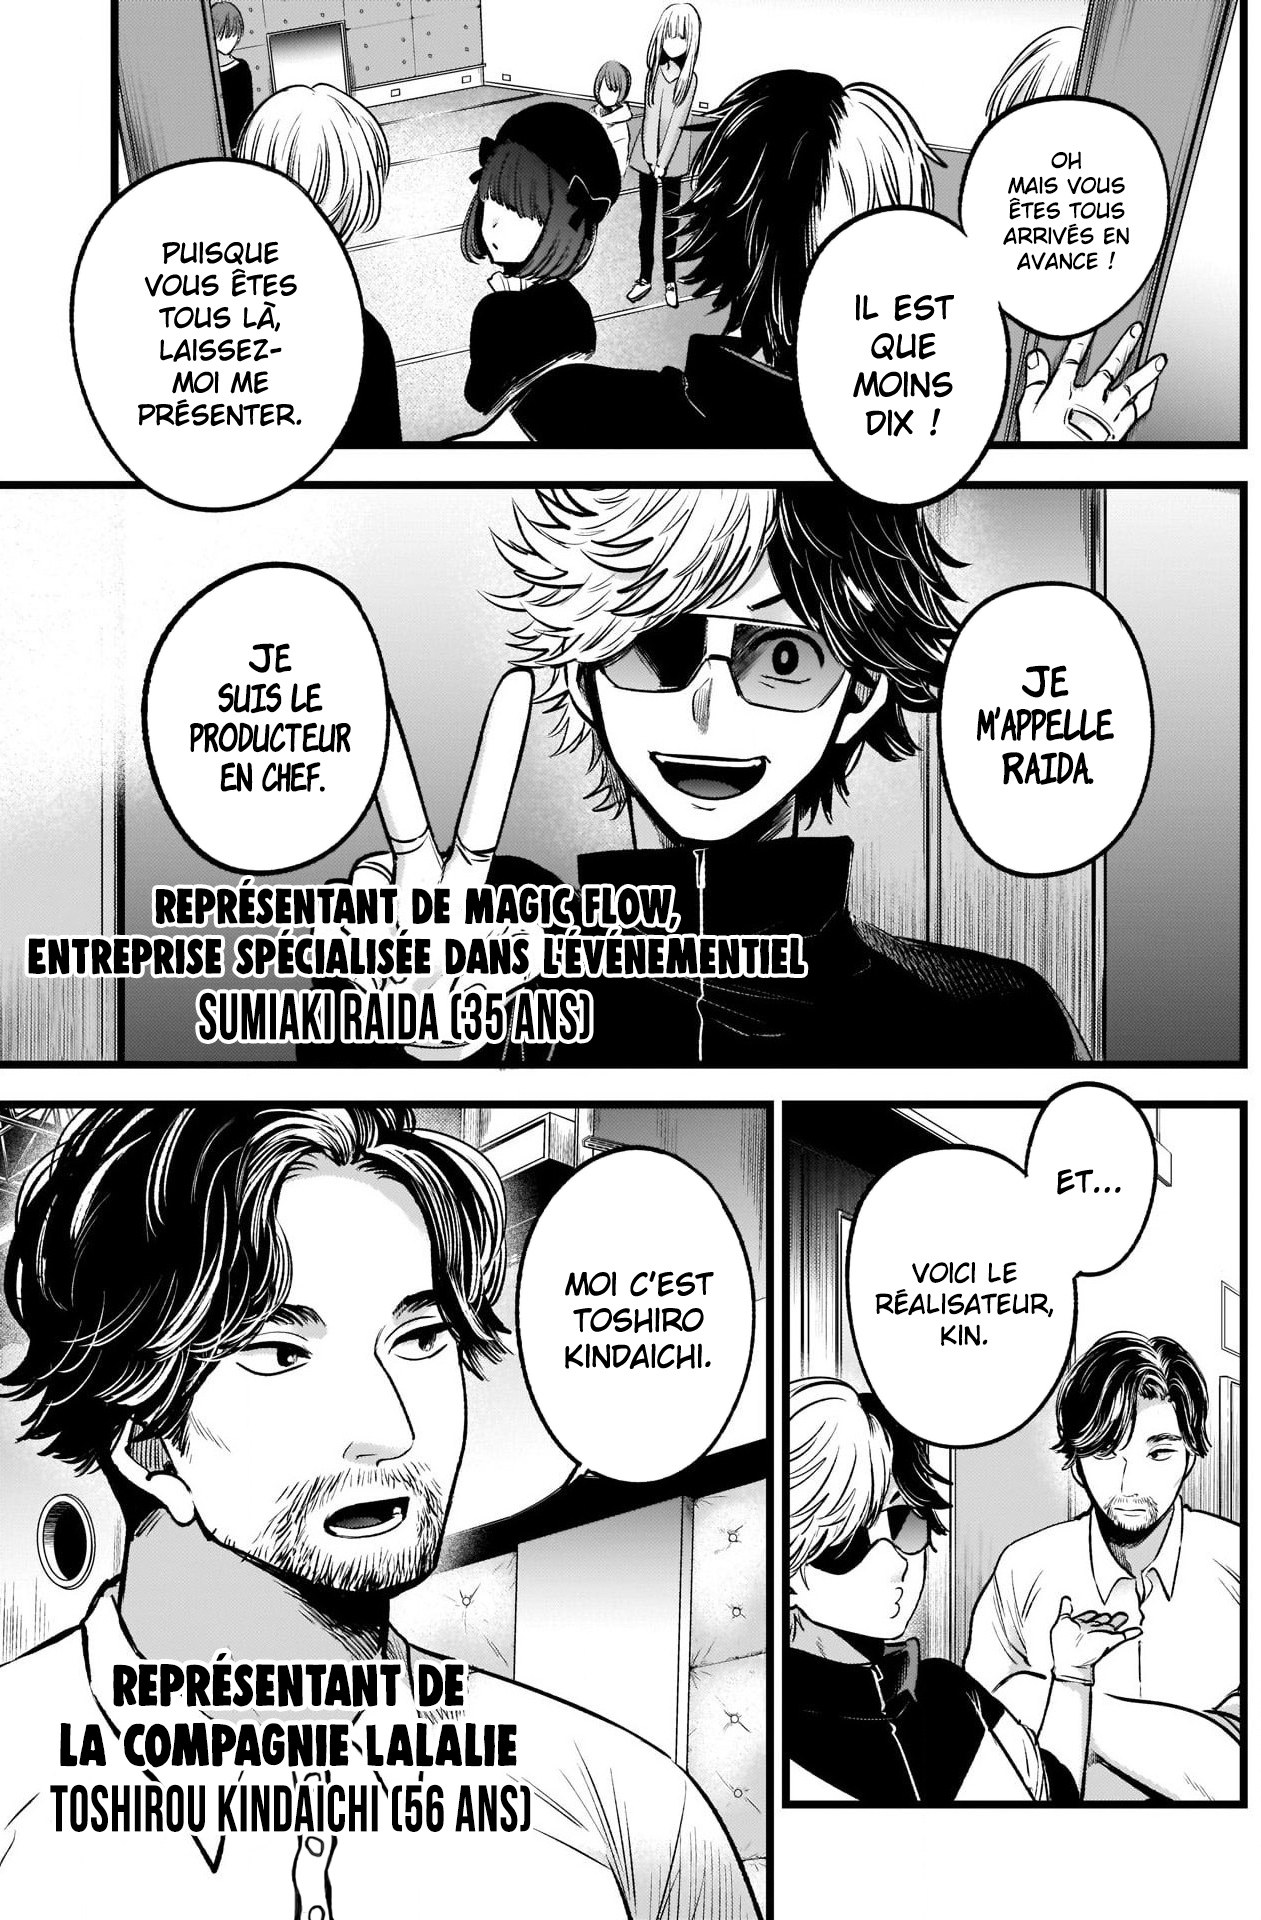 OH
MAIS VOUS
ÊTES TOUS
ARRIVÉS EN
AVANCE !
IL EST
QUE
MOINS
DIX !
PUISQUE
VOUS ÊTES
TOUS LÀ,
LAISSEZ-
MOI ME
PRÉSENTER.
JE
M'APPELLE
RAIDA.
JE
SUIS LE
PRODUCTEUR
EN CHEF.
REPRÉSENTANT DE MAGIC FLOW,
ENTREPRISE SPÉCIALISÉE DANS L'ÉVÉNEMENTIEL
SUMIAKI RAIDA (35 ANS)
ET...
VOICI LE
RÉALISATEUR,
KIN.
MOI C'EST
TOSHIRO
KINDAICHI.
REPRÉSENTANT DE
LA COMPAGNIE LALALIE
TOSHIROU KINDAICHI (56 ANS)